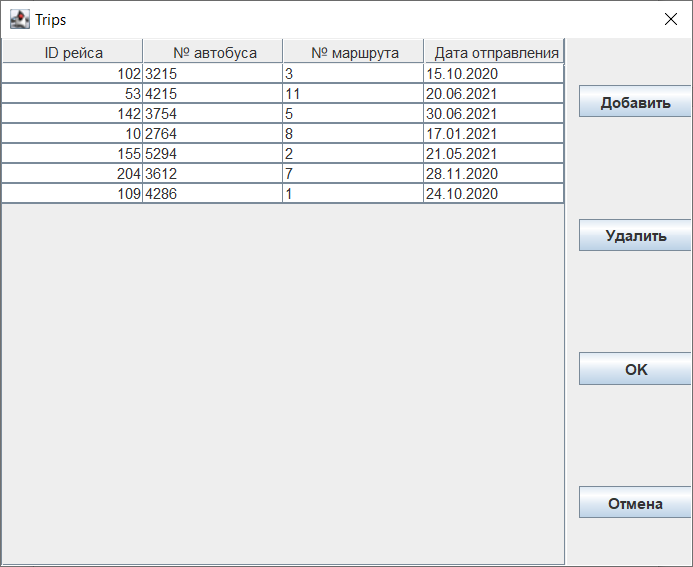 Trips
ID рейса № автобуса № маршрута Дата отправления
102 3215 3 15.10.2020
53 4215 11 20.06.2021
142 3754 5 30.06.2021
10 2764 8 17.01.2021
155 5294 2 21.05.2021
204 3612 7 28.11.2020
109 4286 1 24.10.2020
Добавить
Удалить
OK
Отмена